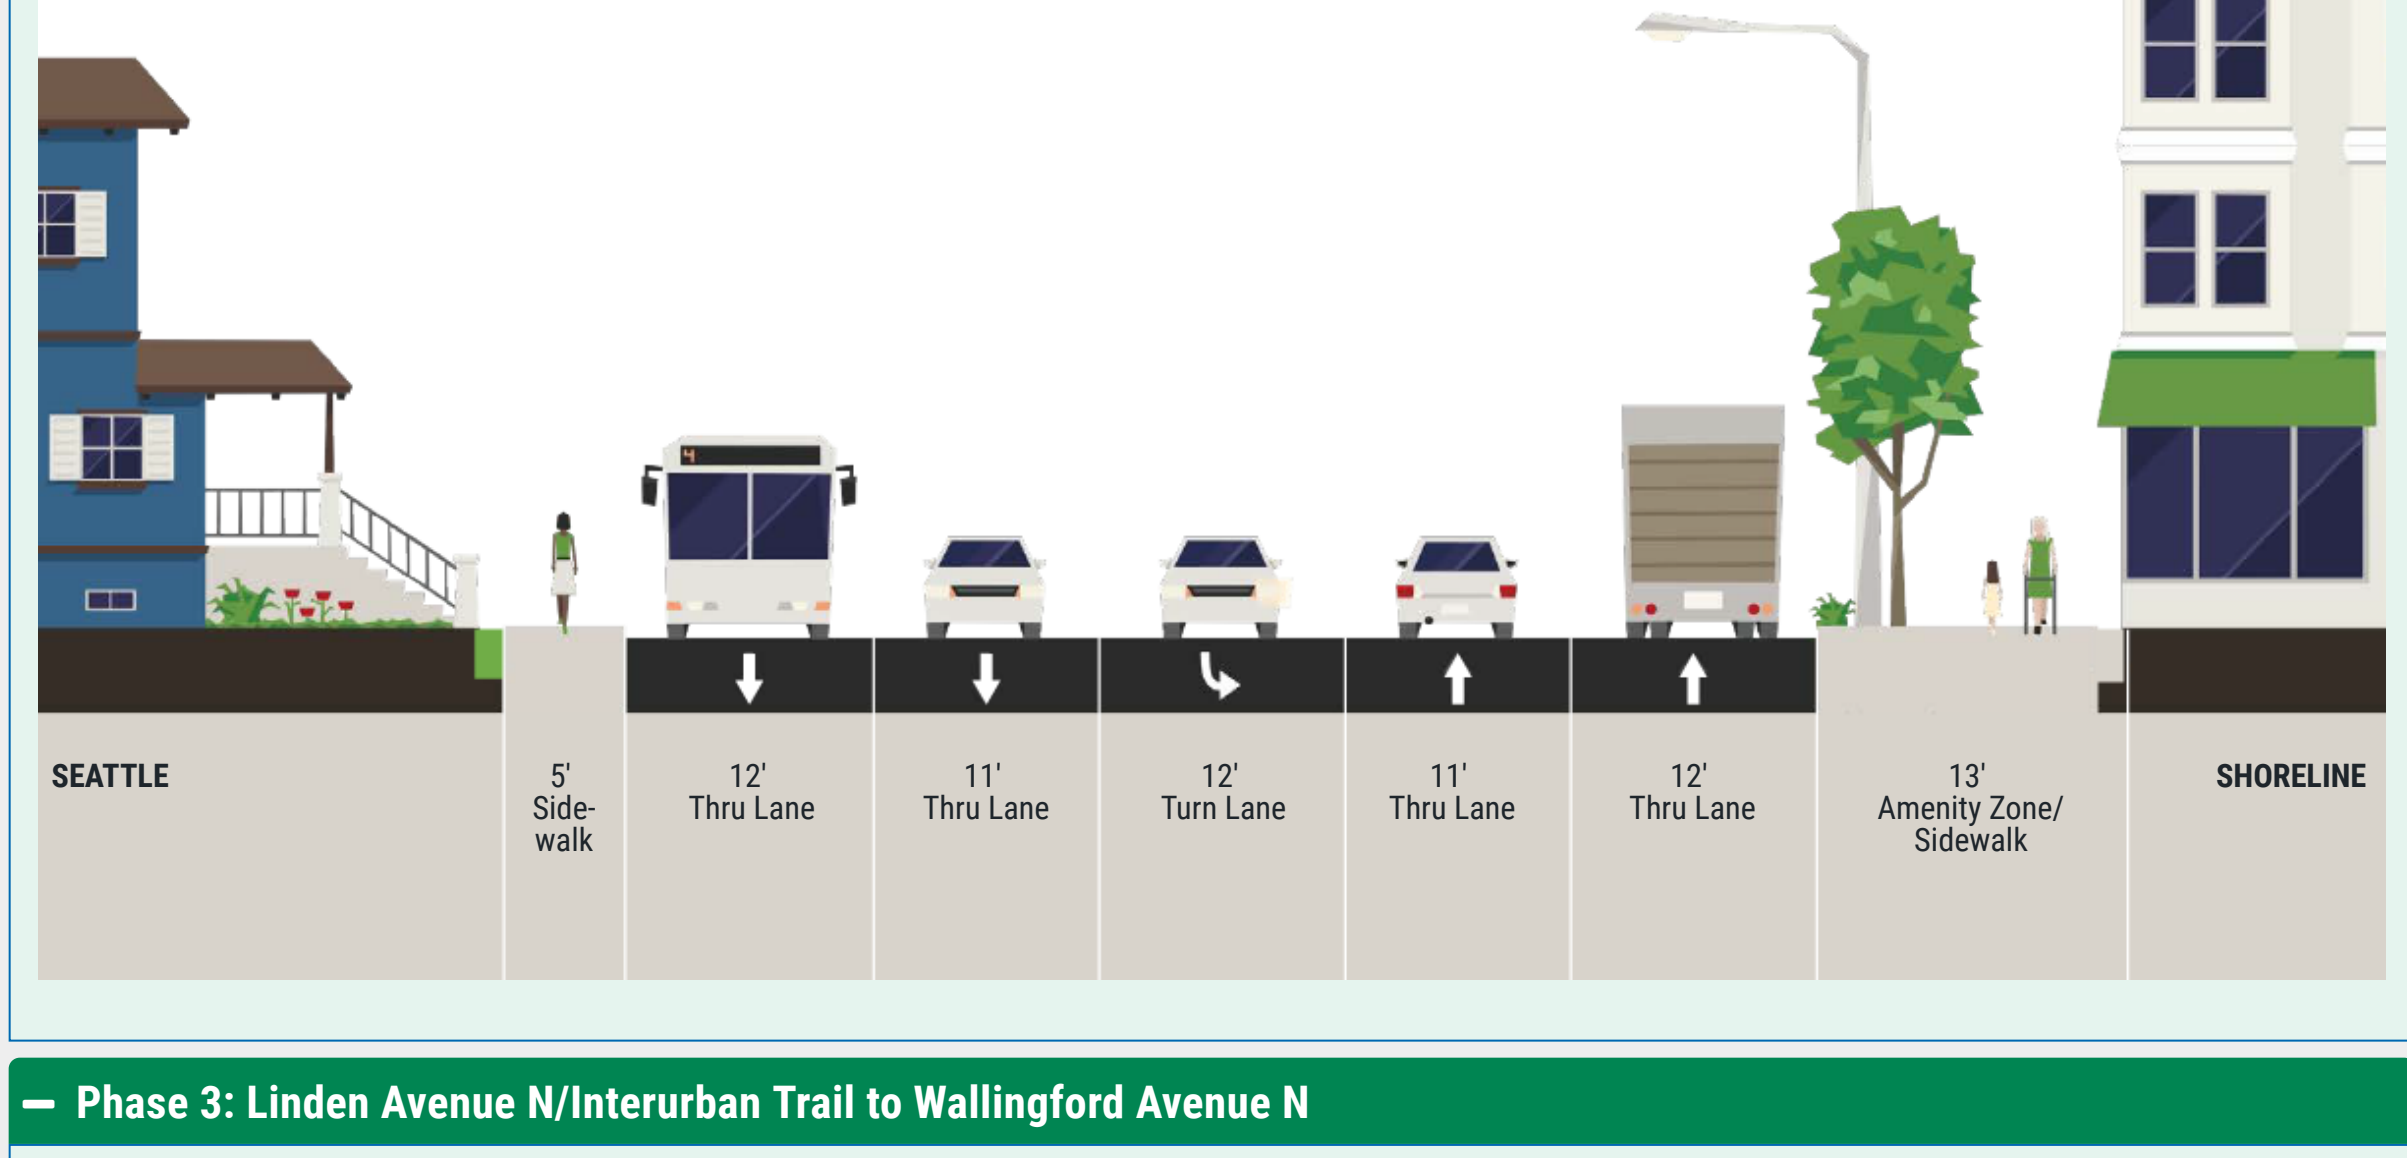 4
SEATTLE
5'
Side-
walk
12'
Thru Lane
11'
Thru Lane
12'
Turn Lane
11'
Thru Lane
12'
Thru Lane
13'
Amenity Zone/
Sidewalk
SHORELINE
Phase 3: Linden Avenue N/Interurban Trail to Wallingford Avenue N